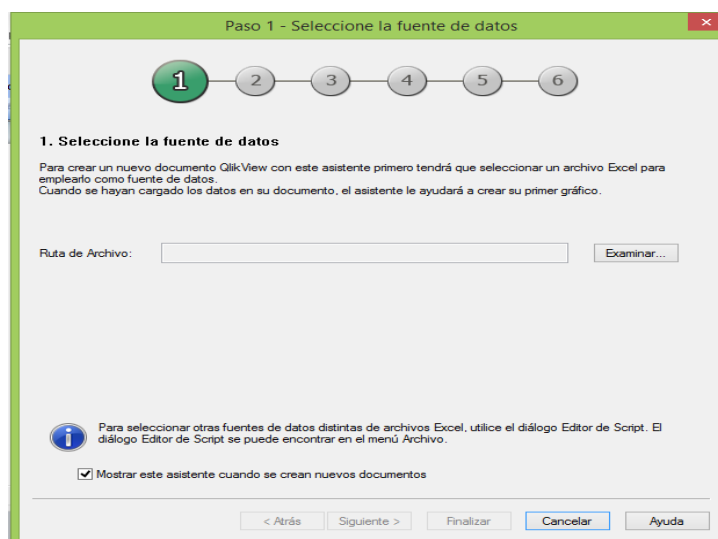 Paso 1 - Seleccione la fuente de datos
1 2 3 4 5 6
1. Seleccione la fuente de datos
Para crear un nuevo documento QlikView con este asistente primero tendrá que seleccionar un archivo Excel para
emplearlo como fuente de datos.
Cuando se hayan cargado los datos en su documento, el asistente le ayudará a crear su primer gráfico.
Ruta de Archivo: Examinar...
Para seleccionar otras fuentes de datos distintas de archivos Excel, utilice el diálogo Editor de Script. El
diálogo Editor de Script se puede encontrar en el menú Archivo.
Mostrar este asistente cuando se crean nuevos documentos
< Atrás Siguiente > Finalizar Cancelar Ayuda